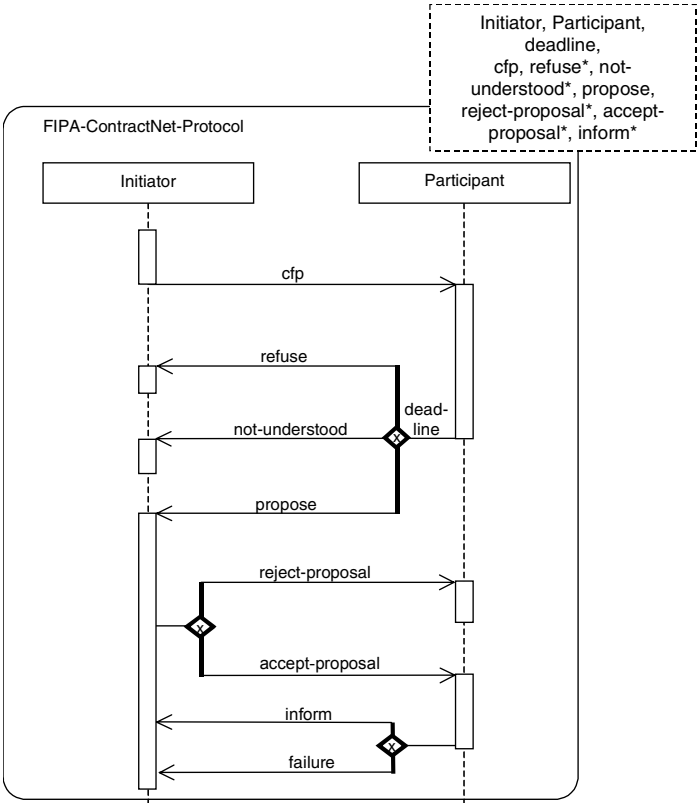 Initiator, Participant,
deadline,
cfp, refuse*, not-
understood*, propose,
reject-proposal*, accept-
proposal*, inform*
FIPA-ContractNet-Protocol
Initiator
Participant
cfp
refuse
dead-
line
x
not-understood
propose
reject-proposal
x
accept-proposal
inform
x
failure